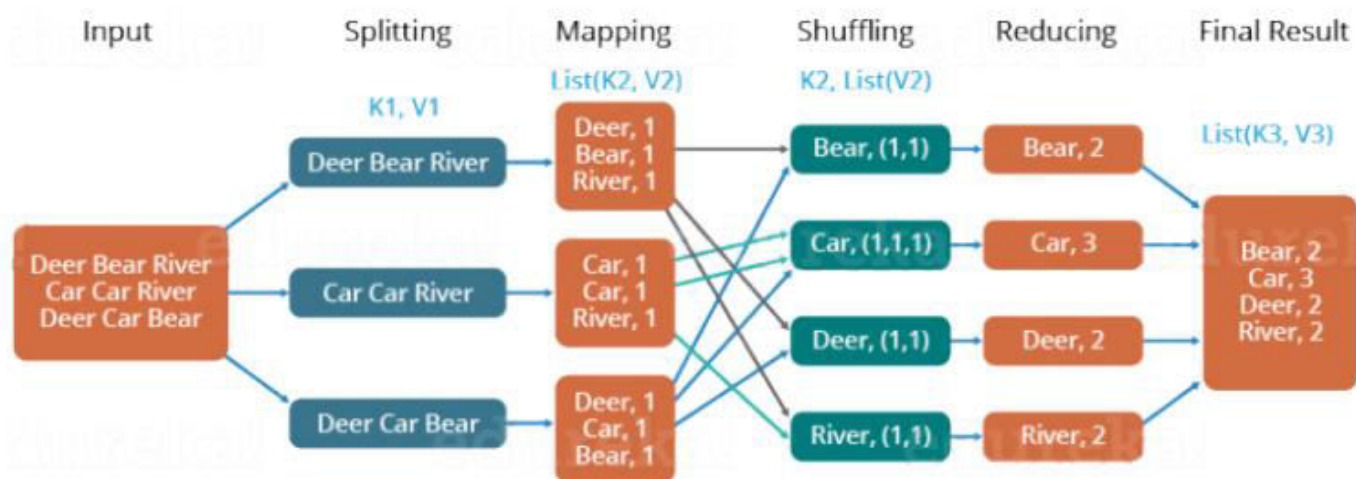 Input
Splitting
Mapping
Shuffling
Reducing
Final Result
K1, V1
List(K2, V2)
K2, List(V2)
List(K3, V3)
Deer Bear River
Car Car River
Deer Car Bear
Deer Bear River
Car Car River
Deer Car Bear
Deer, 1
Bear, 1
River, 1
Car, 1
Car, 1
River, 1
Deer, 1
Car, 1
Bear, 1
Bear, (1,1)
Car, (1,1,1)
Deer, (1,1)
River, (1,1)
Bear, 2
Car, 3
Deer, 2
River, 2
Bear, 2
Car, 3
Deer, 2
River, 2